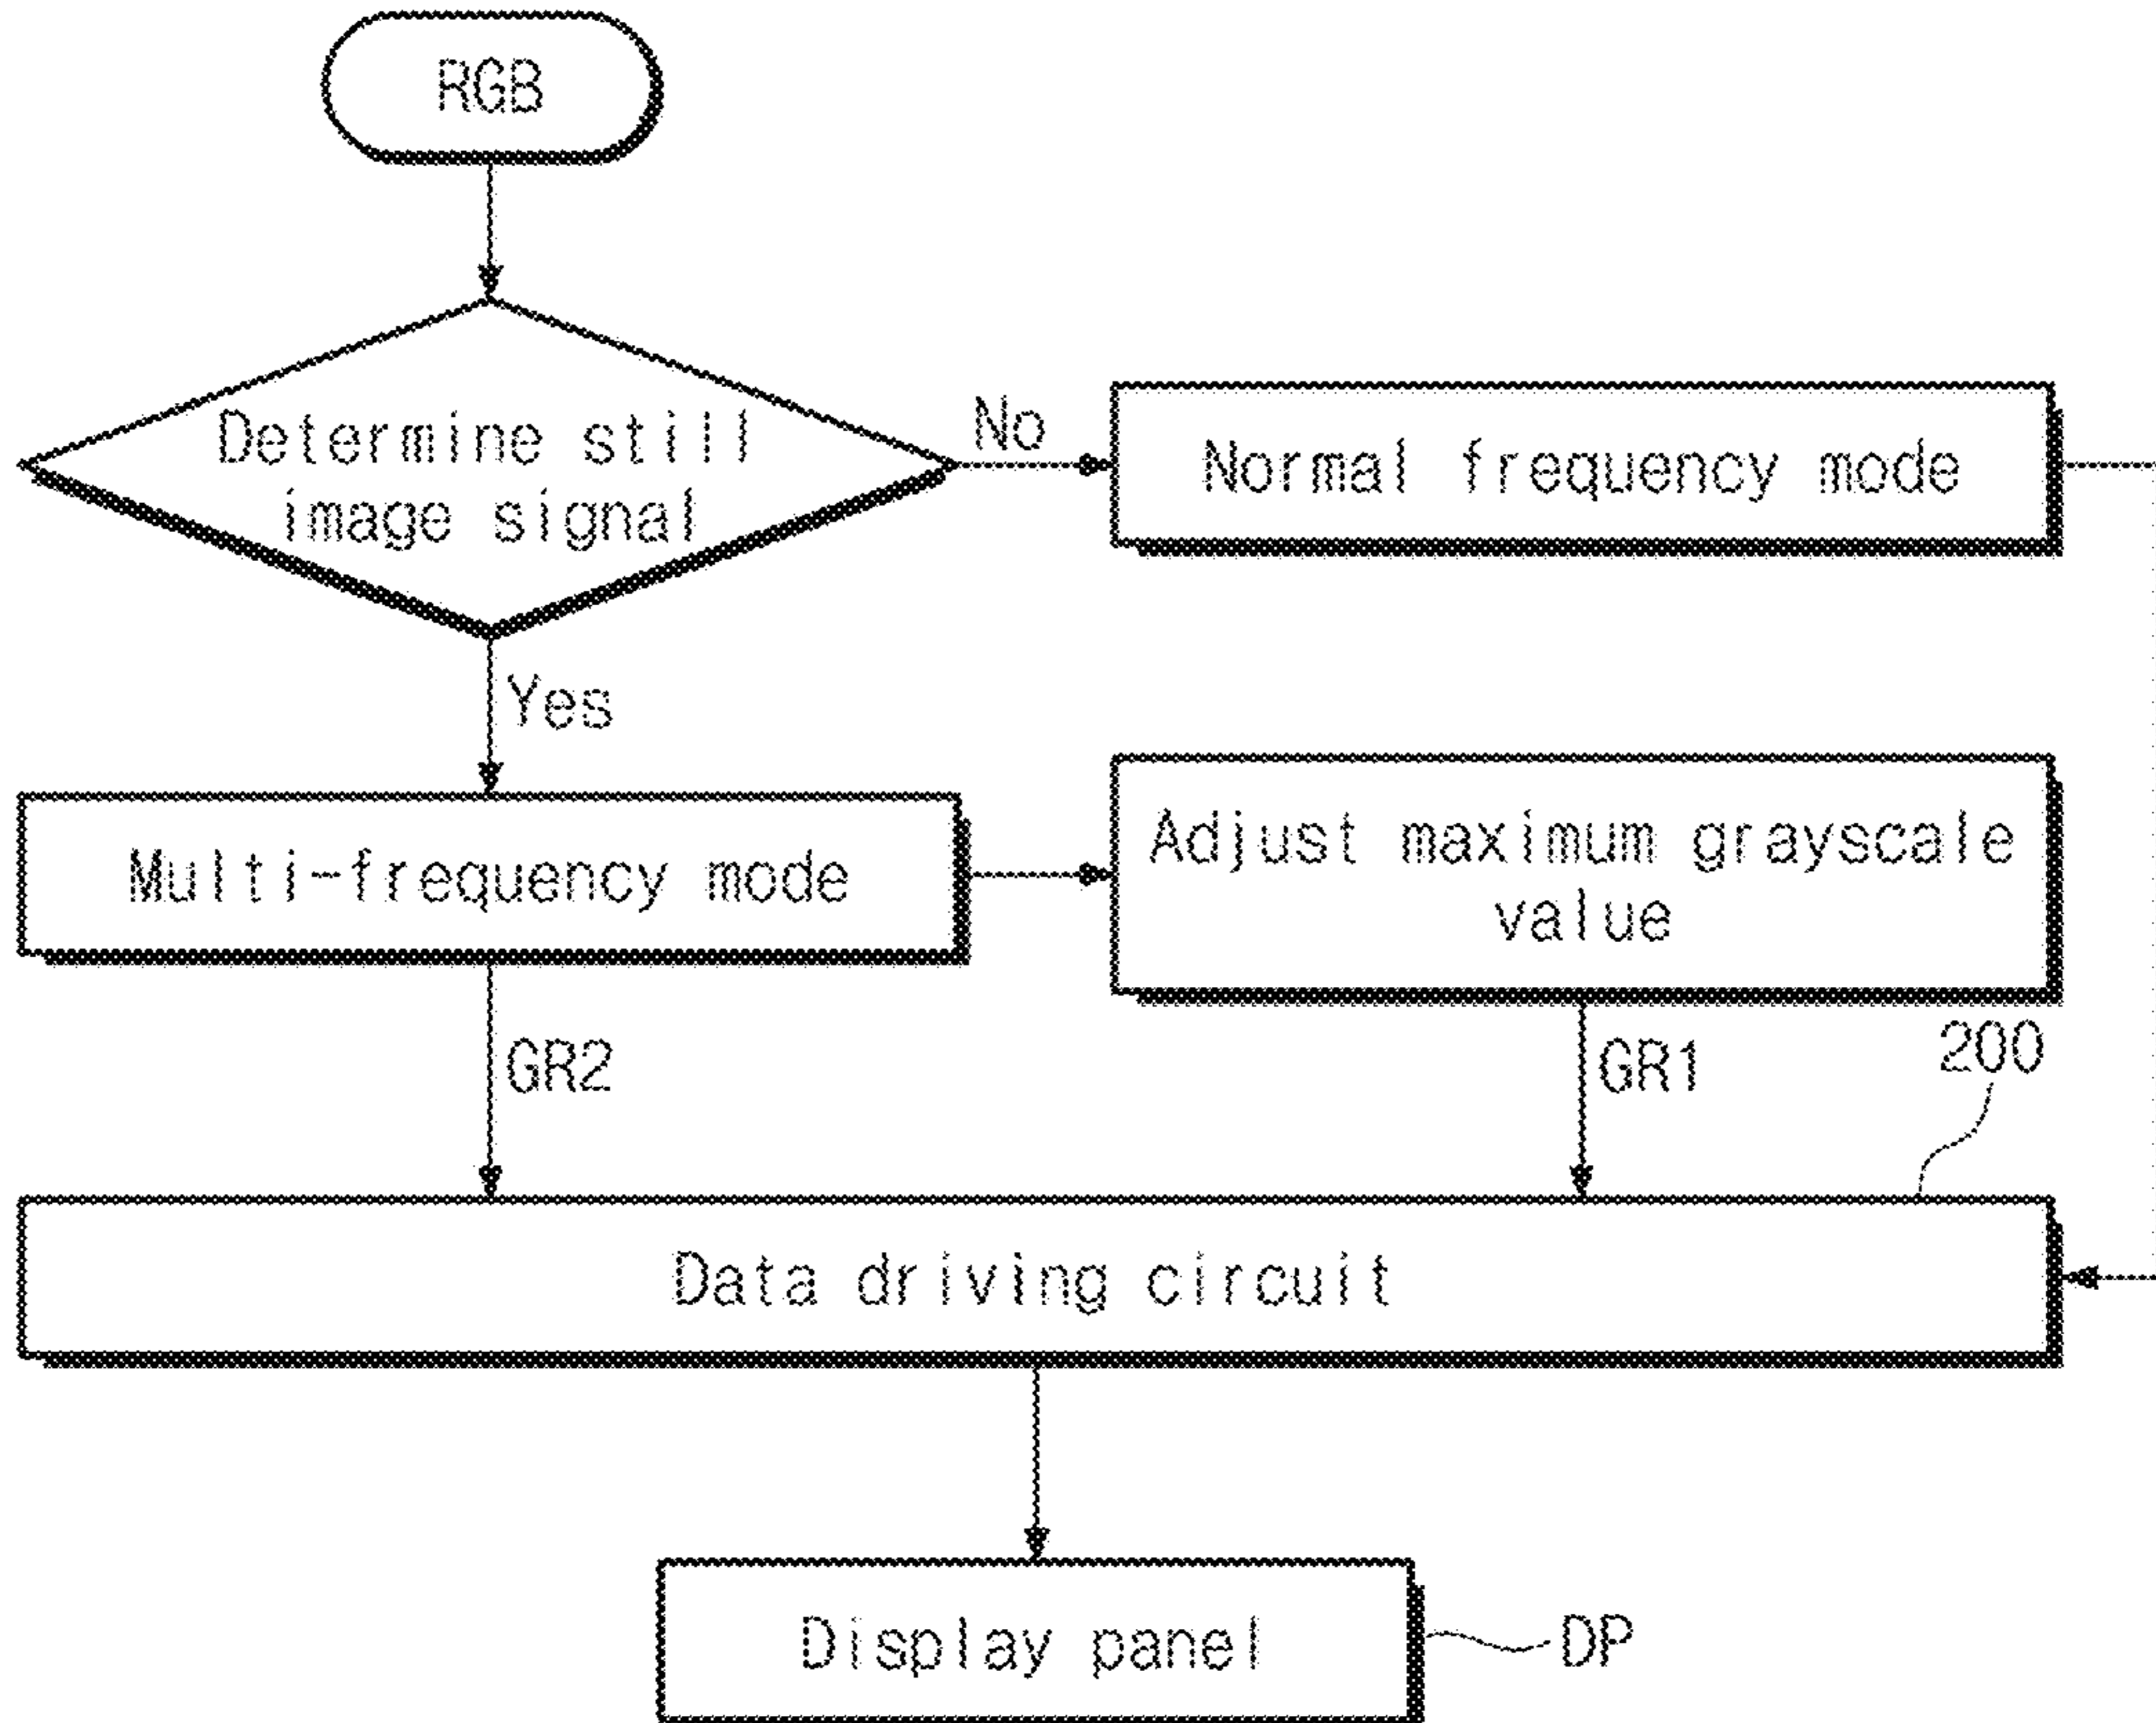 RGB
Determine still
image signal
No
Normal frequency mode
Yes
Multi-frequency mode
Adjust maximum grayscale
value
GR2
GR1
200
Data driving circuit
Display panel
DP